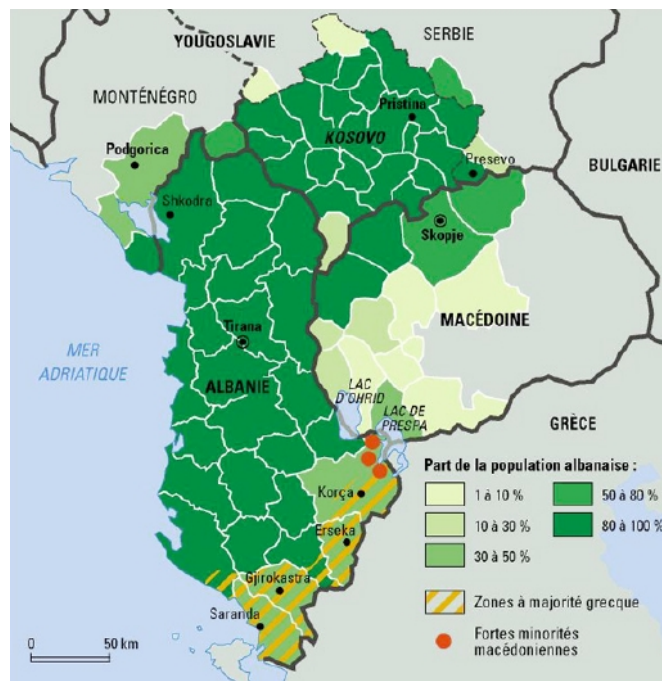 YOUGOSLAVIE
SERBIE
MONTÉNÉGRO
Pristina
KOSOVO
Podgorica
Presevo
BULGARIE
Shkodra
Skopje
MACÉDOINE
Tirana
MER
ADRIATIQUE
ALBANIE
LAC
D'OHRID
LAC DE
PRESPA
GRÈCE
Part de la population albanaise :
1 à 10 %
50 à 80 %
10 à 30 %
80 à 100 %
30 à 50 %
Korça
Erseka
Gjirokastra
Saranda
Zones à majorité grecque
Fortes minorités
macédoniennes
0
50 km